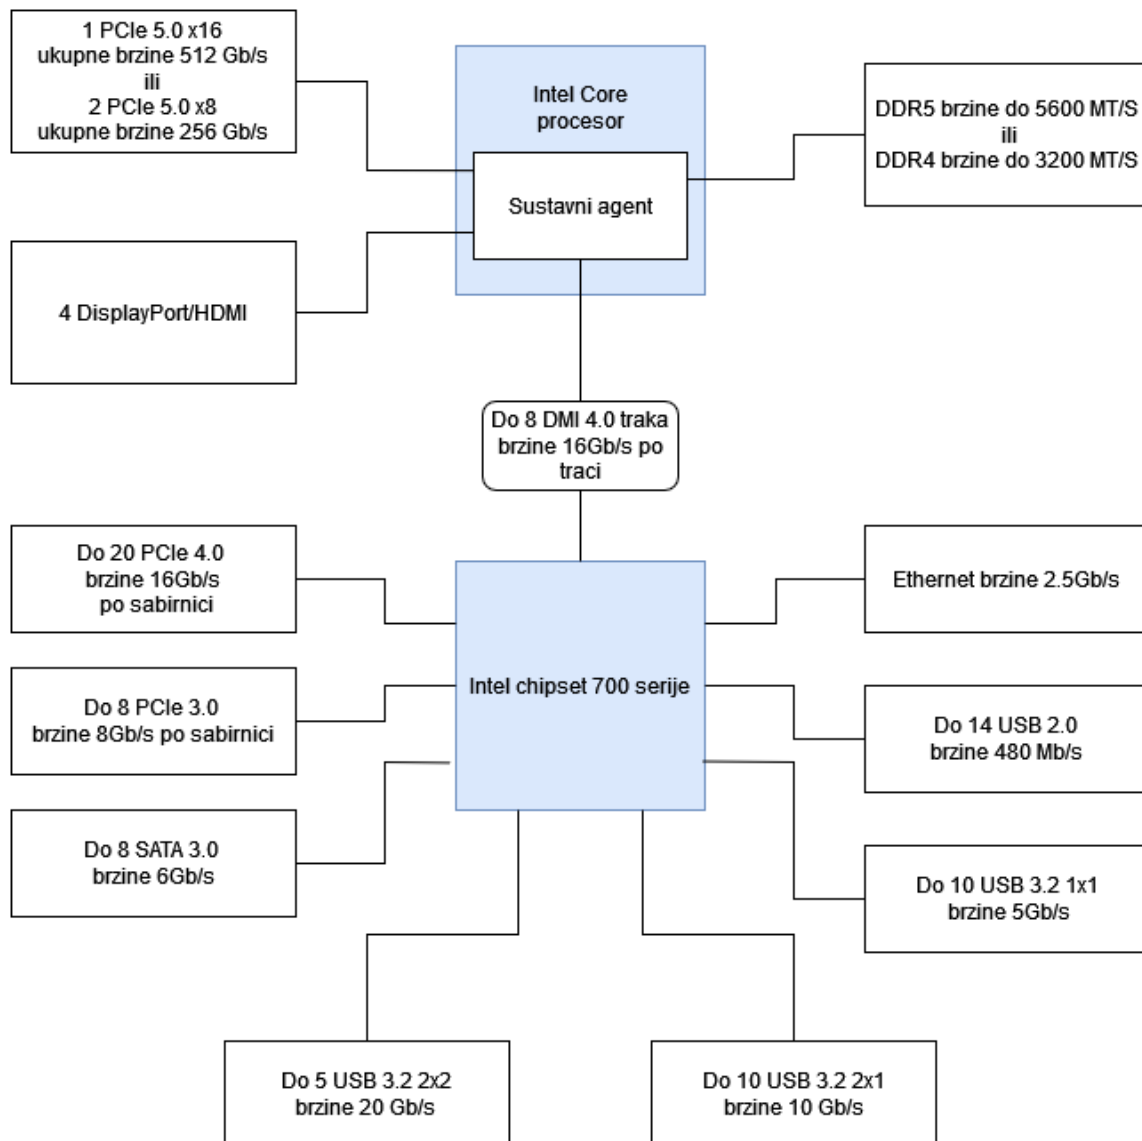 1 PCIe 5.0 x16
ukupne brzine 512 Gb/s
ili
2 PCIe 5.0 x8
ukupne brzine 256 Gb/s
Intel Core
procesor
Sustavni agent
DDR5 brzine do 5600 MT/S
ili
DDR4 brzine do 3200 MT/S
4 DisplayPort/HDMI
Do 8 DMI 4.0 traka
brzine 16Gb/s po
traci
Do 20 PCIe 4.0
brzine 16Gb/s
po sabirnici
Ethernet brzine 2.5Gb/s
Do 8 PCIe 3.0
brzine 8Gb/s po sabirnici
Intel chipset 700 serije
Do 14 USB 2.0
brzine 480 Mb/s
Do 8 SATA 3.0
brzine 6Gb/s
Do 10 USB 3.2 1x1
brzine 5Gb/s
Do 5 USB 3.2 2x2
brzine 20 Gb/s
Do 10 USB 3.2 2x1
brzine 10 Gb/s